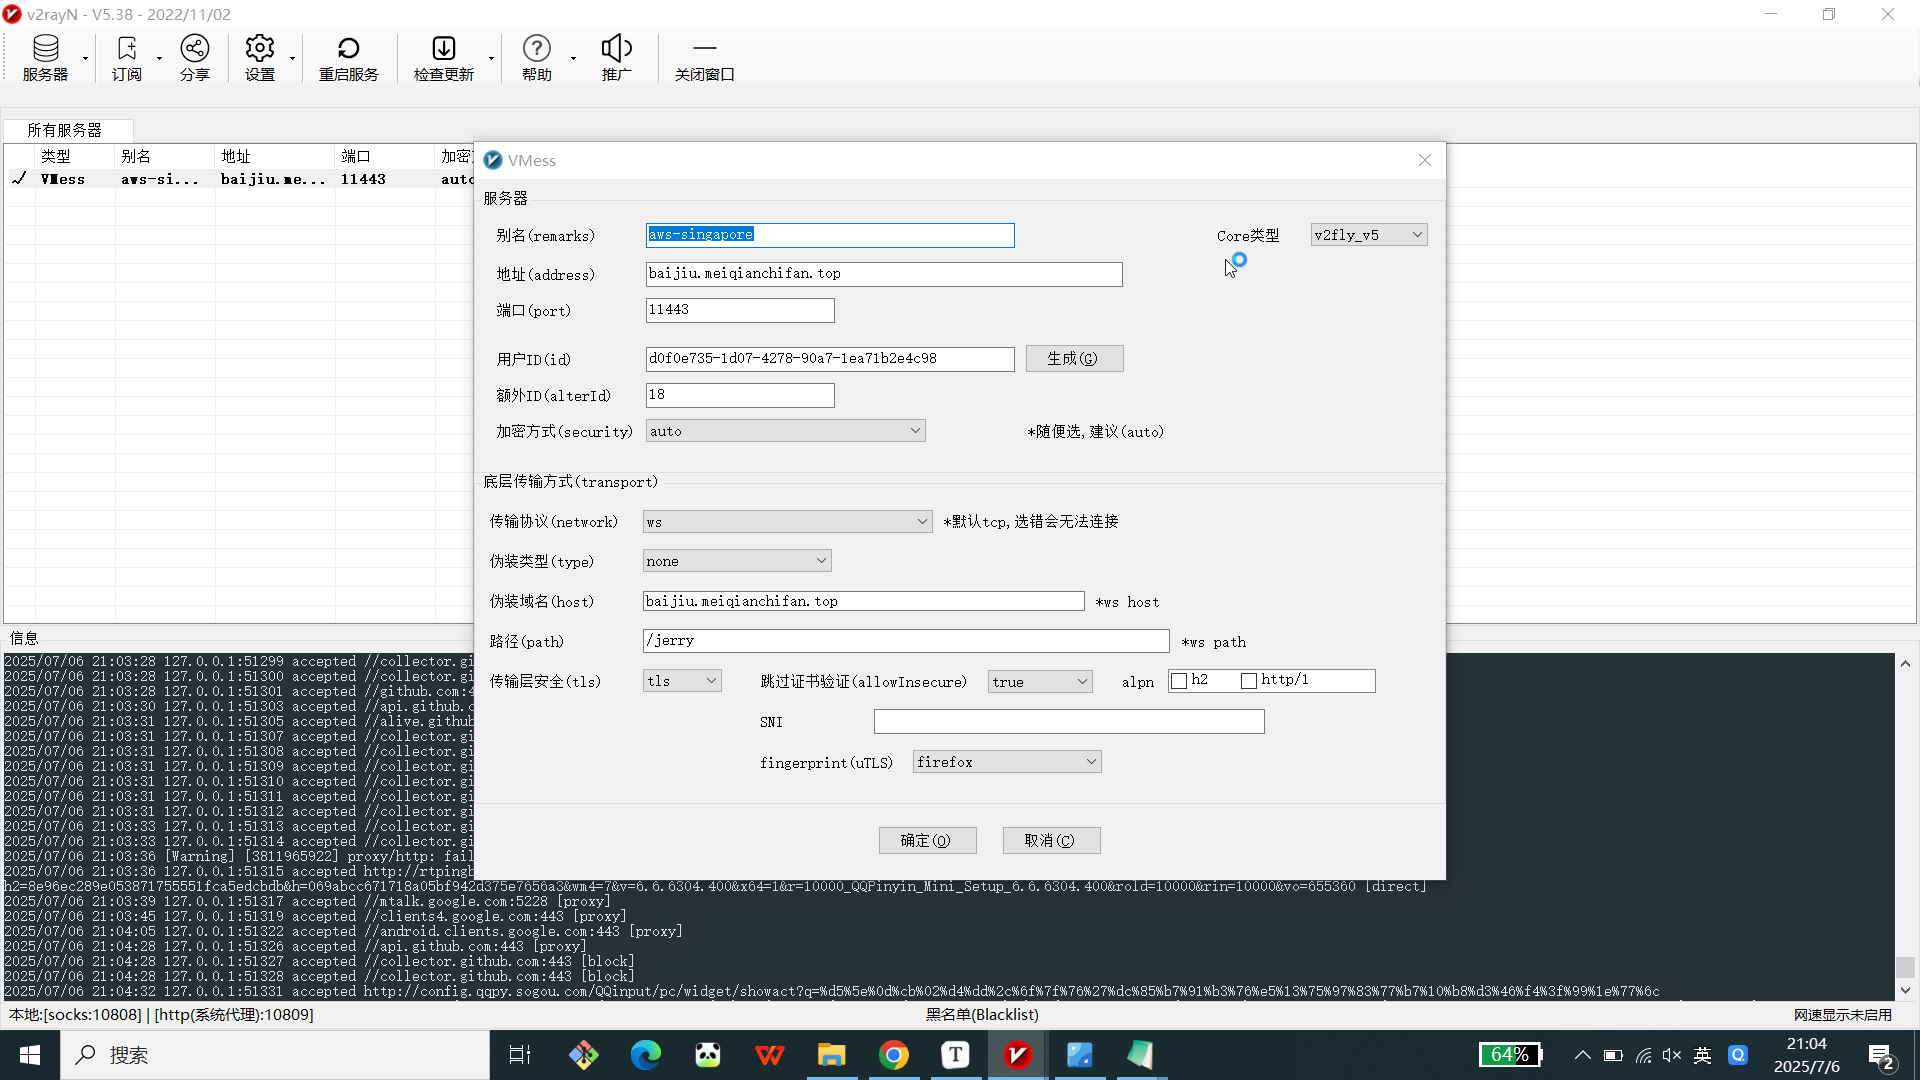 v2rayN - V5.38 - 2022/11/02
服务器
订阅
分享
设置
重启服务
检查更新
帮助
推广
关闭窗口
所有服务器
类型 别名 地址 端口
VMess aws-si... baijiu.me... 11443 auto
VMess
服务器
别名(remarks) aws-singapore Core类型 v2fly_v5
地址(address) baijiu.meiqianchifan.top
端口(port) 11443
用户ID(id) d0f0e735-1d07-4278-90a7-1ea71b2e4c98 生成(G)
额外ID(alterId) 18
加密方式(security) auto *随便选,建议(auto)
底层传输方式(transport)
传输协议(network) ws *默认tcp,选错会无法连接
伪装类型(type) none
伪装域名(host) baijiu.meiqianchifan.top *ws host
路径(path) /jerry *ws path
传输层安全(tls) tls 跳过证书验证(allowInsecure) true alpn h2 http/1
SNI
fingerprint(uTLS) firefox
确定(O) 取消(C)
信息
2025/07/06 21:03:28 127.0.0.1:51299 accepted //collector.gi
2025/07/06 21:03:28 127.0.0.1:51300 accepted //collector.gi
2025/07/06 21:03:28 127.0.0.1:51301 accepted //github.com:4
2025/07/06 21:03:30 127.0.0.1:51303 accepted //api.github.c
2025/07/06 21:03:31 127.0.0.1:51305 accepted //alive.github
2025/07/06 21:03:31 127.0.0.1:51307 accepted //collector.gi
2025/07/06 21:03:31 127.0.0.1:51308 accepted //collector.gi
2025/07/06 21:03:31 127.0.0.1:51309 accepted //collector.gi
2025/07/06 21:03:31 127.0.0.1:51310 accepted //collector.gi
2025/07/06 21:03:31 127.0.0.1:51311 accepted //collector.gi
2025/07/06 21:03:31 127.0.0.1:51312 accepted //collector.gi
2025/07/06 21:03:33 127.0.0.1:51313 accepted //collector.gi
2025/07/06 21:03:33 127.0.0.1:51314 accepted //collector.gi
2025/07/06 21:03:36 [Warning] [3811965922] proxy/http: fail
2025/07/06 21:03:36 127.0.0.1:51315 accepted http://rtpingb
h2=8e96ec289e053871755551fca5edcbdb&h=069abcc671718a05bf942d375e7656a3&wm4=7&v=6.6.6304.400&x64=1&r=10000_QQPinyin_Mini_Setup_6.6.6304.400&rold=10000&rin=10000&vo=655360 [direct]
2025/07/06 21:03:39 127.0.0.1:51317 accepted //mtalk.google.com:5228 [proxy]
2025/07/06 21:03:45 127.0.0.1:51319 accepted //clients4.google.com:443 [proxy]
2025/07/06 21:04:05 127.0.0.1:51322 accepted //android.clients.google.com:443 [proxy]
2025/07/06 21:04:28 127.0.0.1:51326 accepted //api.github.com:443 [proxy]
2025/07/06 21:04:28 127.0.0.1:51327 accepted //collector.github.com:443 [block]
2025/07/06 21:04:28 127.0.0.1:51328 accepted //collector.github.com:443 [block]
2025/07/06 21:04:32 127.0.0.1:51331 accepted http://config.qqpy.sogou.com/QQinput/pc/widget/showact?q=%d5%5e%0d%cb%02%d4%dd%2c%6f%7f%76%27%dc%85%b7%91%b3%76%e5%13%75%97%83%77%b7%10%b8%d3%46%f4%3f%99%1e%77%6c
本地:[socks:10808] | [http(系统代理):10809] 黑名单(Blacklist) 网速显示未启用
搜索
64%
英
21:04
2025/7/6
2